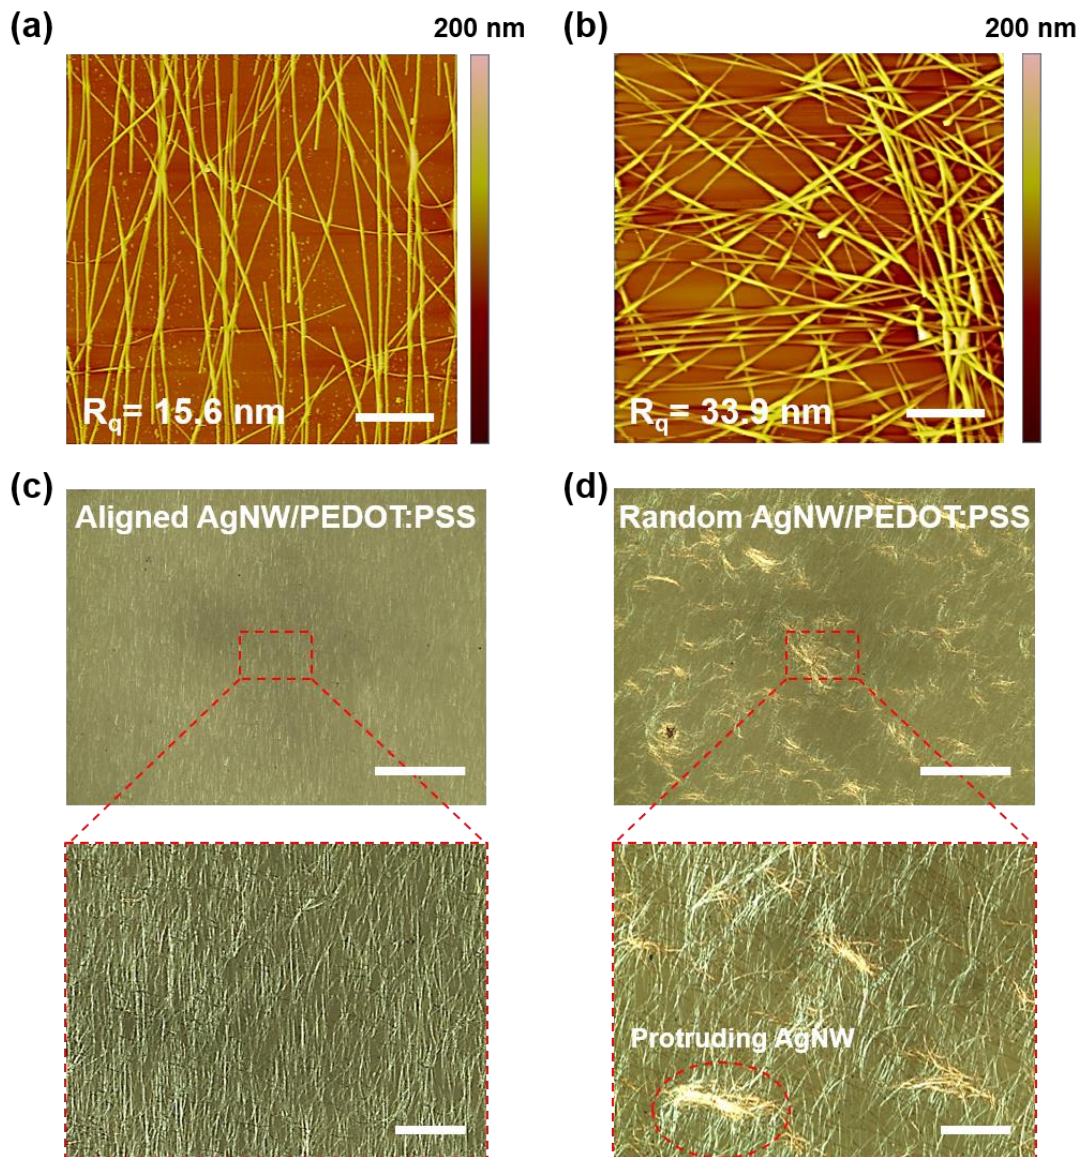 (a)
200 nm
(b)
200 nm
Rq= 15.6 nm
Rq= 33.9 nm
(c)
(d)
Aligned AgNW/PEDOT:PSS
Random AgNW/PEDOT:PSS
Protruding AgNW